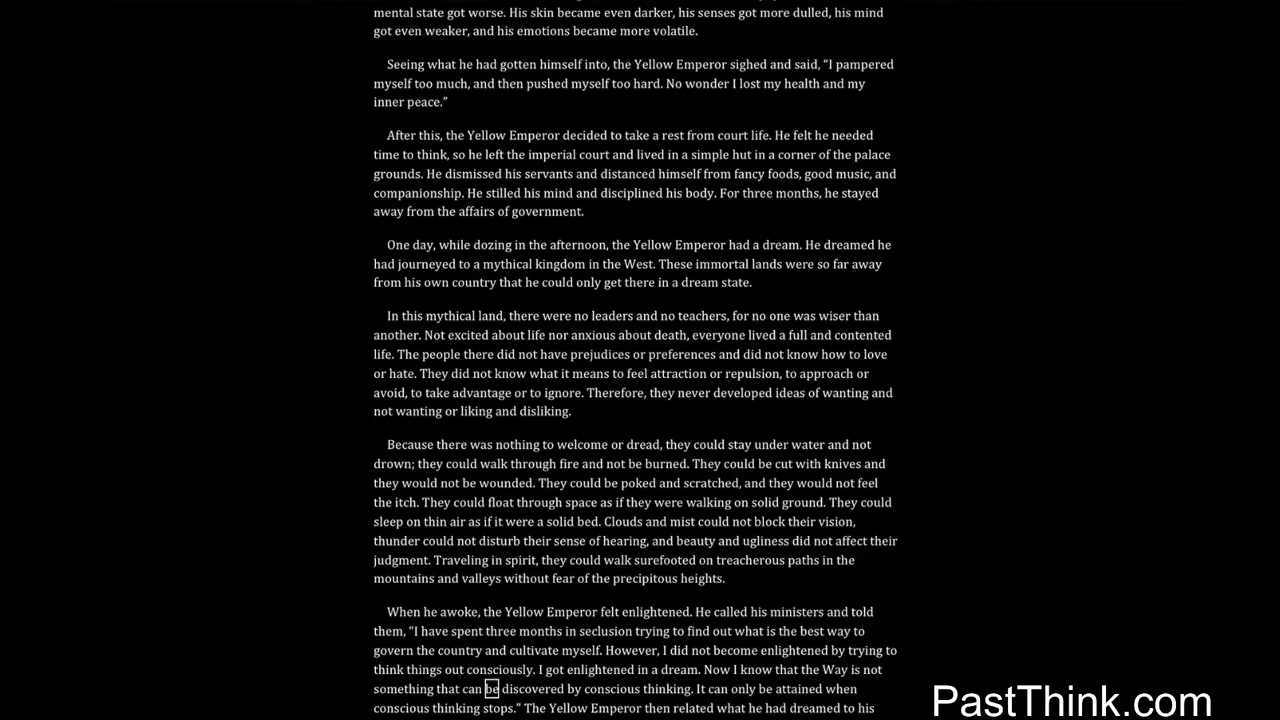 mental state got worse. His skin became even darker, his senses got more dulled, his mind
got even weaker, and his emotions became more volatile.
Seeing what he had gotten himself into, the Yellow Emperor sighed and said, “I pampered
myself too much, and then pushed myself too hard. No wonder I lost my health and my
inner peace.”
After this, the Yellow Emperor decided to take a rest from court life. He felt he needed
time to think, so he left the imperial court and lived in a simple hut in a corner of the palace
grounds. He dismissed his servants and distanced himself from fancy foods, good music, and
companionship. He stilled his mind and disciplined his body. For three months, he stayed
away from the affairs of government.
One day, while dozing in the afternoon, the Yellow Emperor had a dream. He dreamed he
had journeyed to a mythical kingdom in the West. These immortal lands were so far away
from his own country that he could only get there in a dream state.
In this mythical land, there were no leaders and no teachers, for no one was wiser than
another. Not excited about life nor anxious about death, everyone lived a full and contented
life. The people there did not have prejudices or preferences and did not know how to love
or hate. They did not know what it means to feel attraction or repulsion, to approach or
avoid, to take advantage or to ignore. Therefore, they never developed ideas of wanting and
not wanting or liking and disliking.
Because there was nothing to welcome or dread, they could stay under water and not
drown; they could walk through fire and not be burned. They could be cut with knives and
they would not be wounded. They could be poked and scratched, and they would not feel
the itch. They could float through space as if they were walking on solid ground. They could
sleep on thin air as if it were a solid bed. Clouds and mist could not block their vision,
thunder could not disturb their sense of hearing, and beauty and ugliness did not affect their
judgment. Traveling in spirit, they could walk surefooted on treacherous paths in the
mountains and valleys without fear of the precipitous heights.
When he awoke, the Yellow Emperor felt enlightened. He called his ministers and told
them, “I have spent three months in seclusion trying to find out what is the best way to
govern the country and cultivate myself. However, I did not become enlightened by trying to
think things out consciously. I got enlightened in a dream. Now I know that the Way is not
something that can be discovered by conscious thinking. It can only be attained when
conscious thinking stops.” The Yellow Emperor then related what he had dreamed to his
PastThink.com